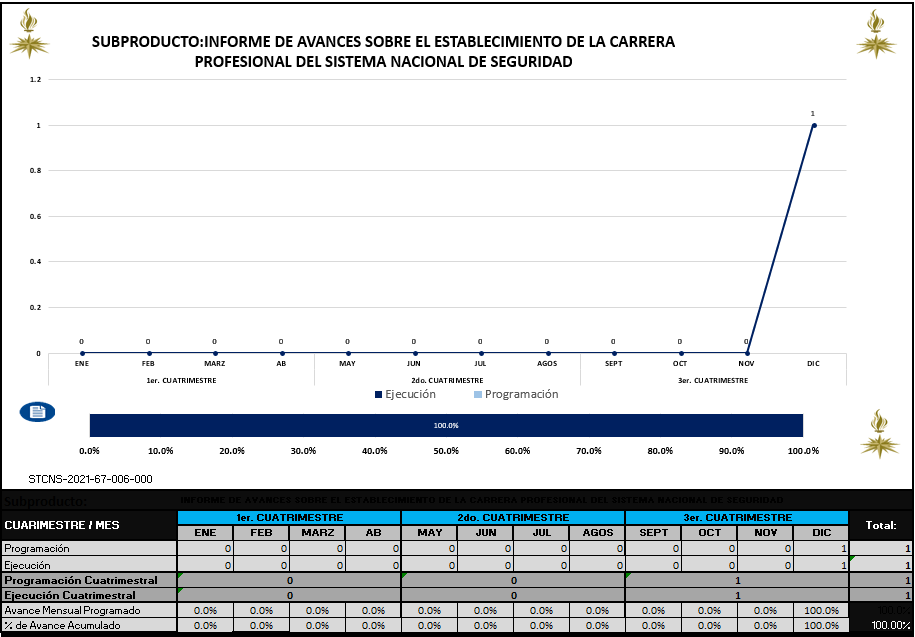 SUBPRODUCTO:INFORME DE AVANCES SOBRE EL ESTABLECIMIENTO DE LA CARRERA
PROFESIONAL DEL SISTEMA NACIONAL DE SEGURIDAD
1.2
1
0.8
0.6
0.4
0.2
0
0 0 0 0 0 0 0 0 0 0 0 1
ENE FEB MARZ AB MAY JUN JUL AGOS SEPT OCT NOV DIC
1er. CUATRIMESTRE 2do. CUATRIMESTRE 3er. CUATRIMESTRE
Ejecución Programación
100.0%
0.0% 10.0% 20.0% 30.0% 40.0% 50.0% 60.0% 70.0% 80.0% 90.0% 100.0%
STCNS-2021-67-006-000
Subproducto: INFORME DE AVANCES SOBRE EL ESTABLECIMIENTO DE LA CARRERA PROFESIONAL DEL SISTEMA NACIONAL DE SEGURIDAD
CUARIMESTRE / MES 1er. CUATRIMESTRE 2do. CUATRIMESTRE 3er. CUATRIMESTRE Total:
ENE FEB MARZ AB MAY JUN JUL AGOS SEPT OCT NOV DIC
Programación 0 0 0 0 0 0 0 0 0 0 0 1 1
Ejecución 0 0 0 0 0 0 0 0 0 0 0 1 1
Programación Cuatrimestral 0 0 1 1
Ejecución Cuatrimestral 0 0 1 1
Avance Mensual Programado 0.0% 0.0% 0.0% 0.0% 0.0% 0.0% 0.0% 0.0% 0.0% 0.0% 0.0% 100.0% 100.0%
% de Avance Acumulado 0.0% 0.0% 0.0% 0.0% 0.0% 0.0% 0.0% 0.0% 0.0% 0.0% 0.0% 100.0% 100.00%